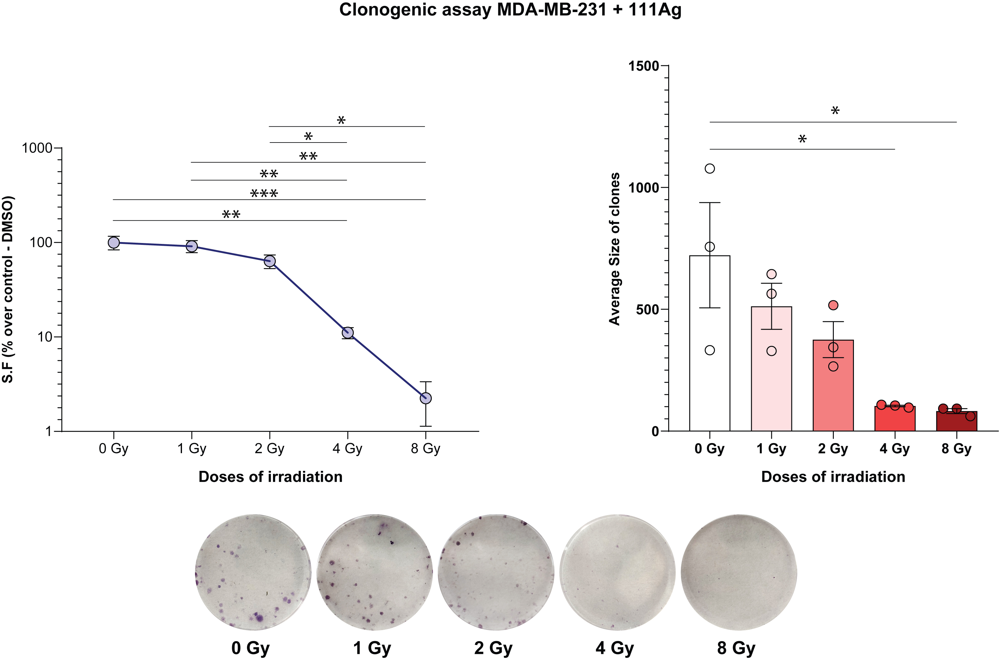 Clonogenic assay MDA-MB-231 + 111Ag
S.F (% over control - DMSO)
1000
100
10
1
*
*
**
**
***
**
0 Gy 1 Gy 2 Gy 4 Gy 8 Gy
Doses of irradiation
Average Size of clones
1500
1000
500
0
*
*
0 Gy 1 Gy 2 Gy 4 Gy 8 Gy
Doses of irradiation
0 Gy 1 Gy 2 Gy 4 Gy 8 Gy